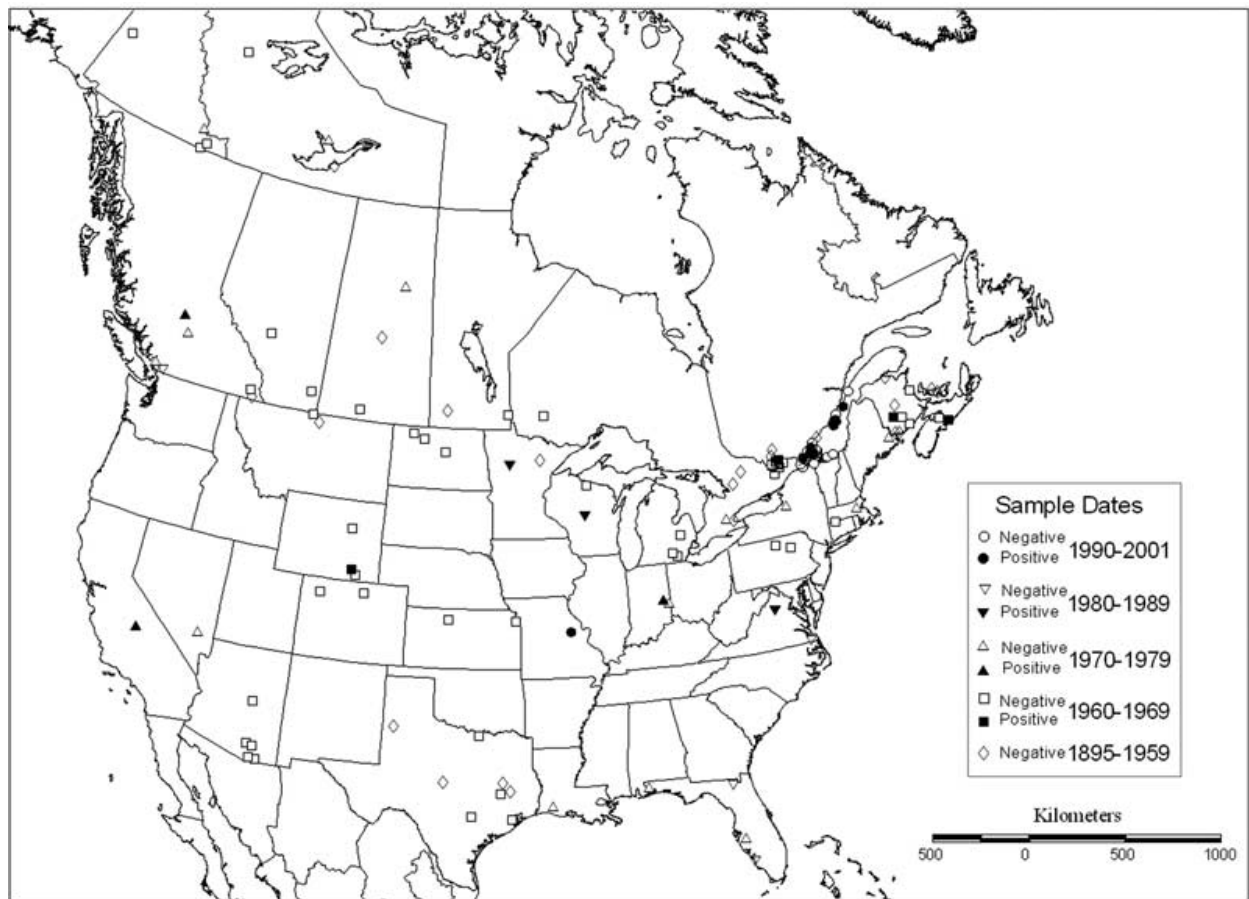 Sample Dates
Negative
Positive 1990-2001
Negative
Positive 1980-1989
Negative
Positive 1970-1979
Negative
Positive 1960-1969
Negative 1895-1959
Kilometers
500 0 500 1000